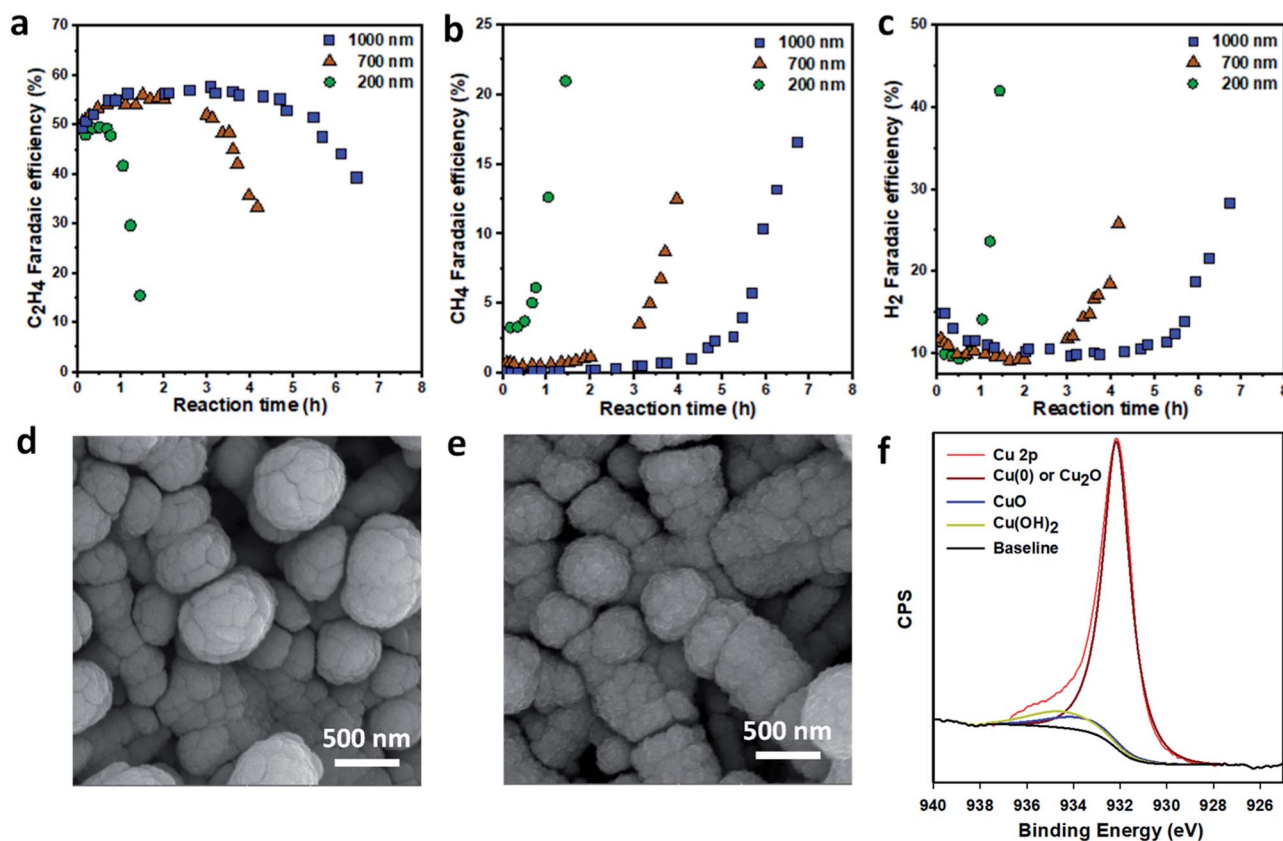 a
C₂H₄ Faradaic efficiency (%)
70
60
50
40
30
20
10
0
1000 nm
700 nm
200 nm
0 1 2 3 4 5 6 7 8
Reaction time (h)
b
CH₄ Faradaic efficiency (%)
25
20
15
10
5
0
1000 nm
700 nm
200 nm
0 1 2 3 4 5 6 7 8
Reaction time (h)
c
H₂ Faradaic efficiency (%)
50
40
30
20
10
1000 nm
700 nm
200 nm
0 1 2 3 4 5 6 7 8
Reaction time (h)
d
500 nm
e
500 nm
f
Cu 2p
Cu(0) or Cu₂O
CuO
Cu(OH)₂
Baseline
CPS
940 938 936 934 932 930 928 926
Binding Energy (eV)